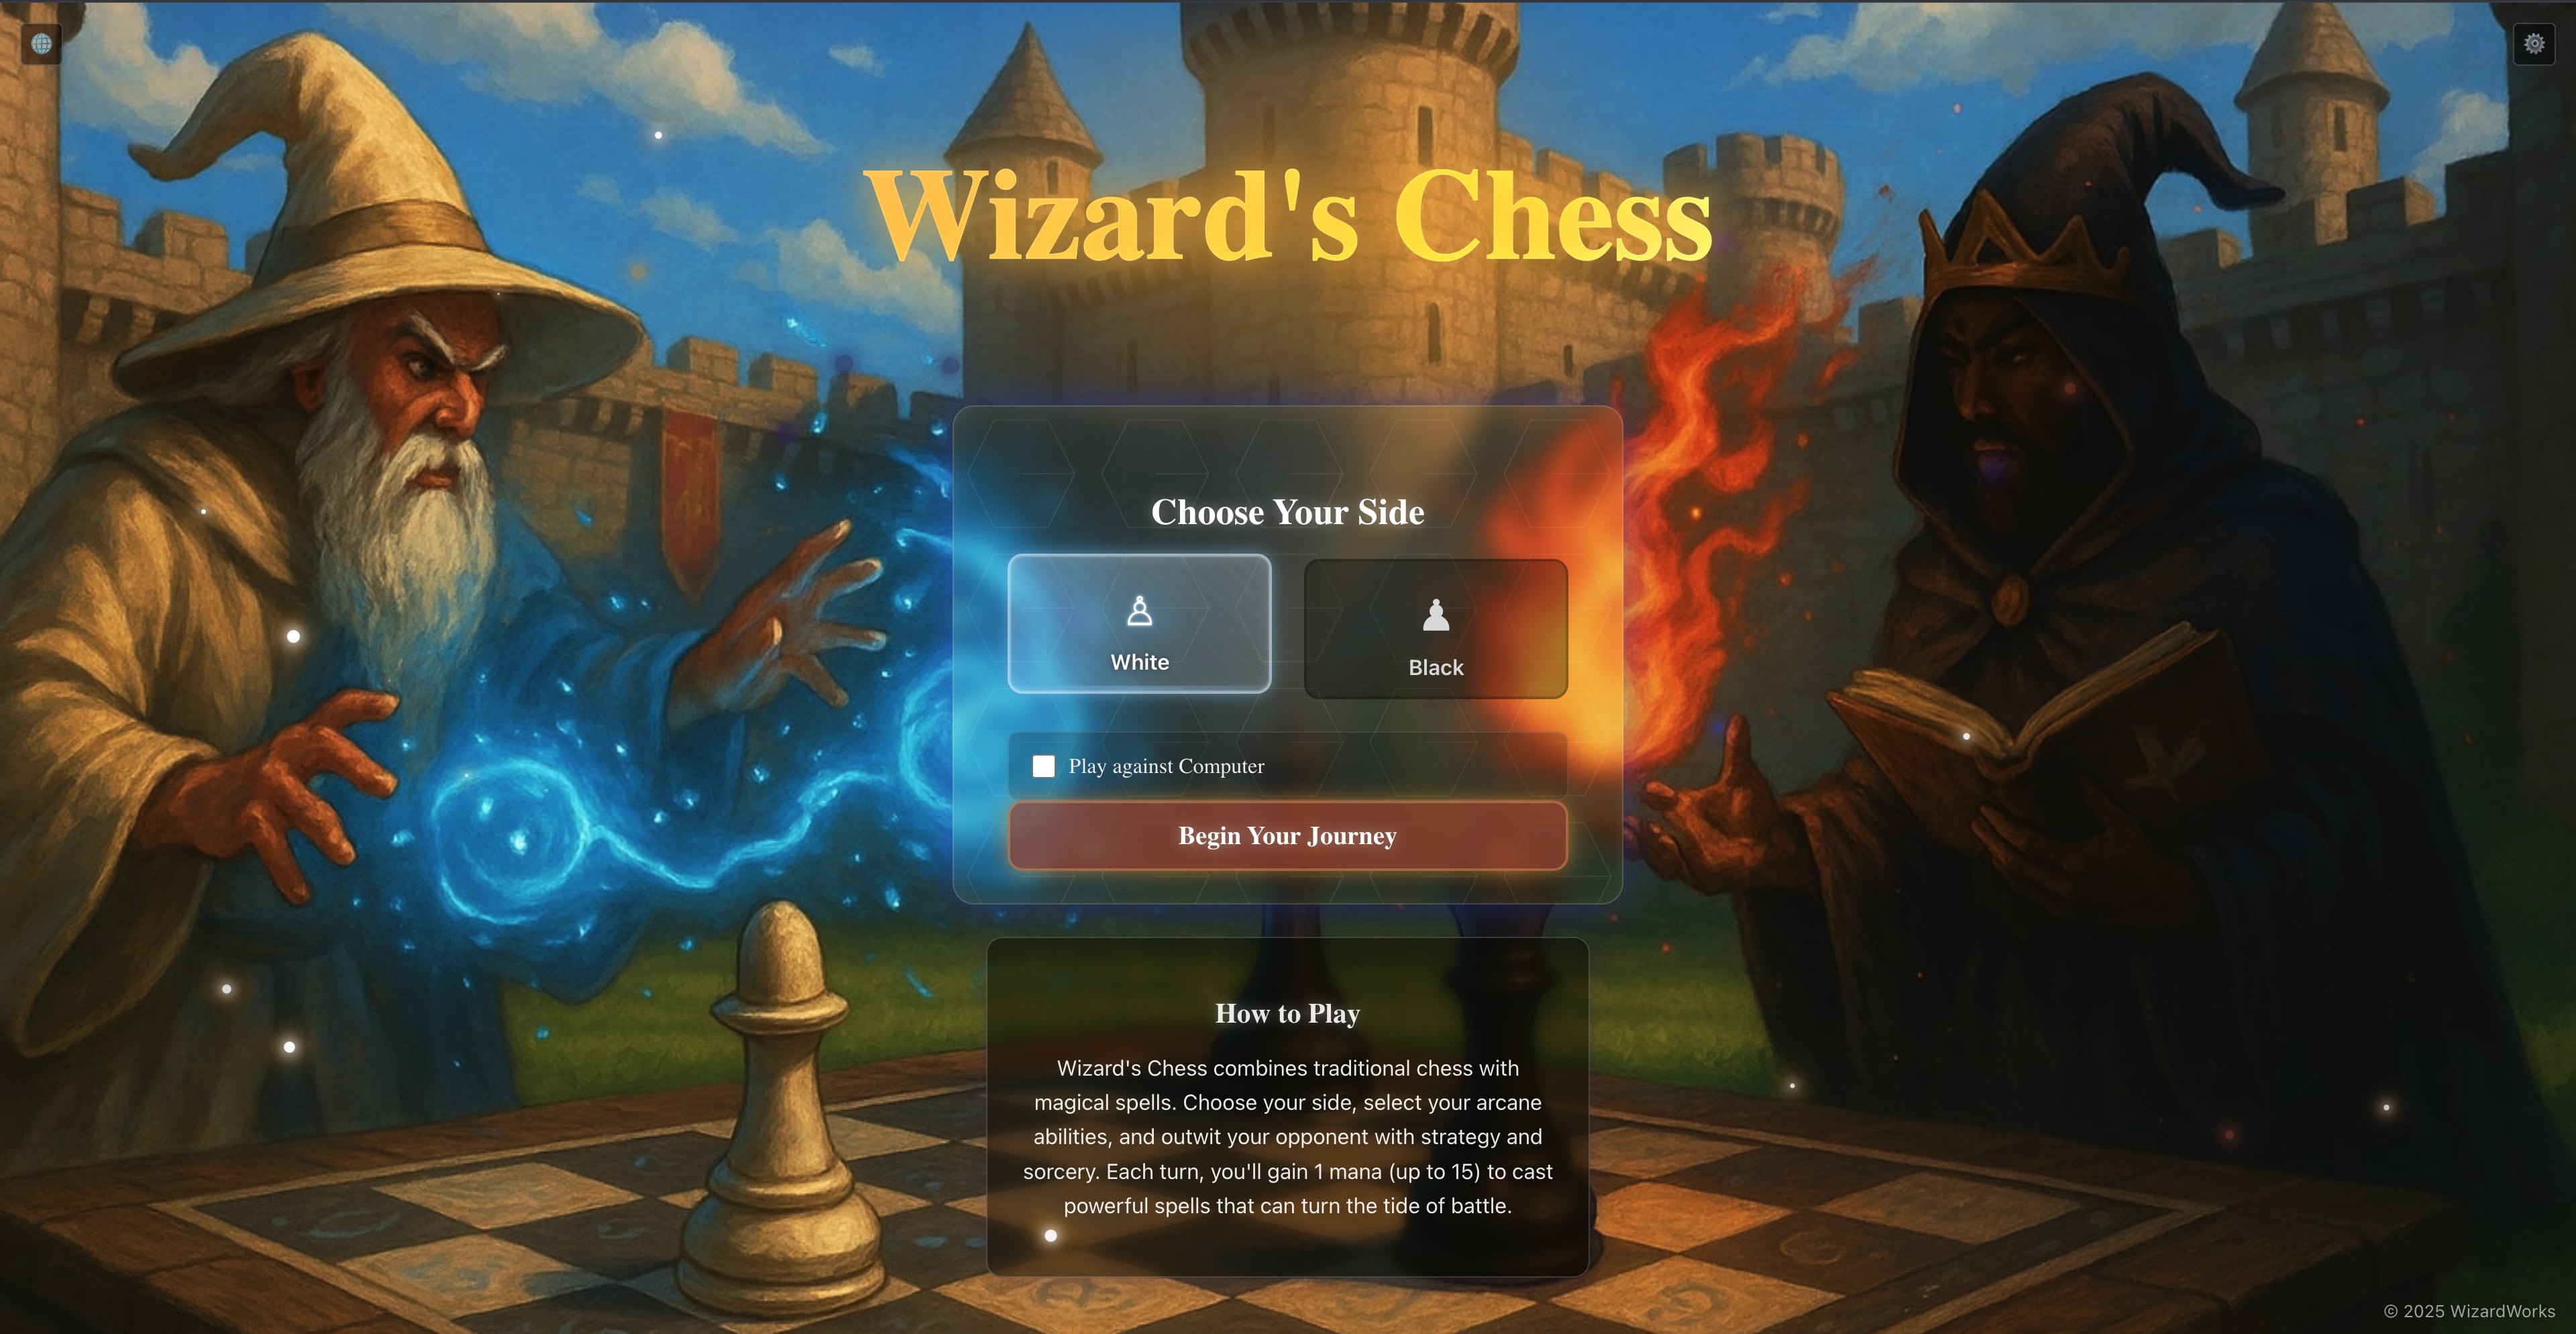 Wizard's Chess
Choose Your Side
White
Black
Play against Computer
Begin Your Journey
How to Play
Wizard's Chess combines traditional chess with
magical spells. Choose your side, select your arcane
abilities, and outwit your opponent with strategy and
sorcery. Each turn, you'll gain 1 mana (up to 15) to cast
powerful spells that can turn the tide of battle.
© 2025 WizardWorks